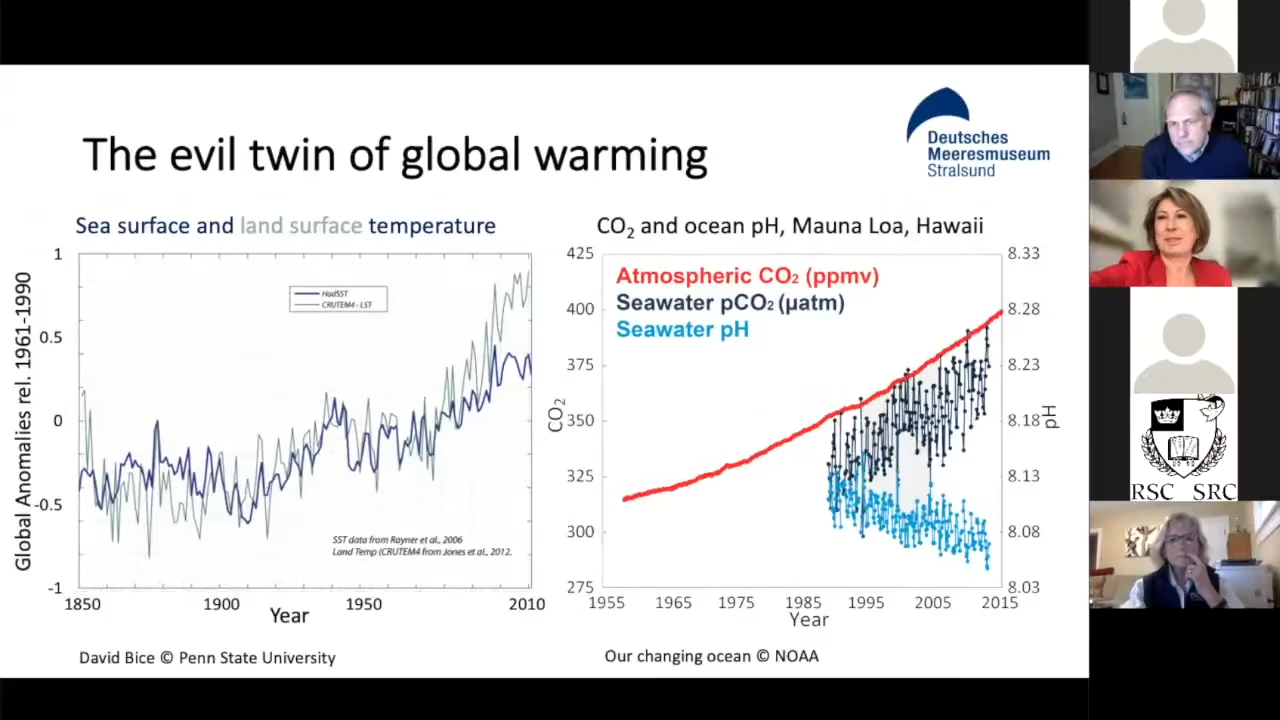 The evil twin of global warming
Deutsches
Meeresmuseum
Stralsund
Sea surface and land surface temperature
Global Anomalies rel. 1961-1990
1
0.5
0
-0.5
-1
HadSST
CRUTEM4 - LST
SST data from Rayner et al., 2006
Land Temp (CRUTEM4 from Jones et al., 2012.
1850 1900 1950 2010
Year
David Bice © Penn State University
CO2 and ocean pH, Mauna Loa, Hawaii
Atmospheric CO2 (ppmv)
Seawater pCO2 (µatm)
Seawater pH
CO2
425
400
375
350
325
300
275
8.33
8.28
8.23
8.18
8.13
8.08
8.03
pH
1955 1965 1975 1985 1995 2005 2015
Year
Our changing ocean © NOAA
RSC SRC